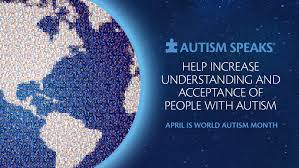 AUTISM SPEAKS®
HELP INCREASE
UNDERSTANDING AND
ACCEPTANCE OF
PEOPLE WITH AUTISM
APRIL IS WORLD AUTISM MONTH